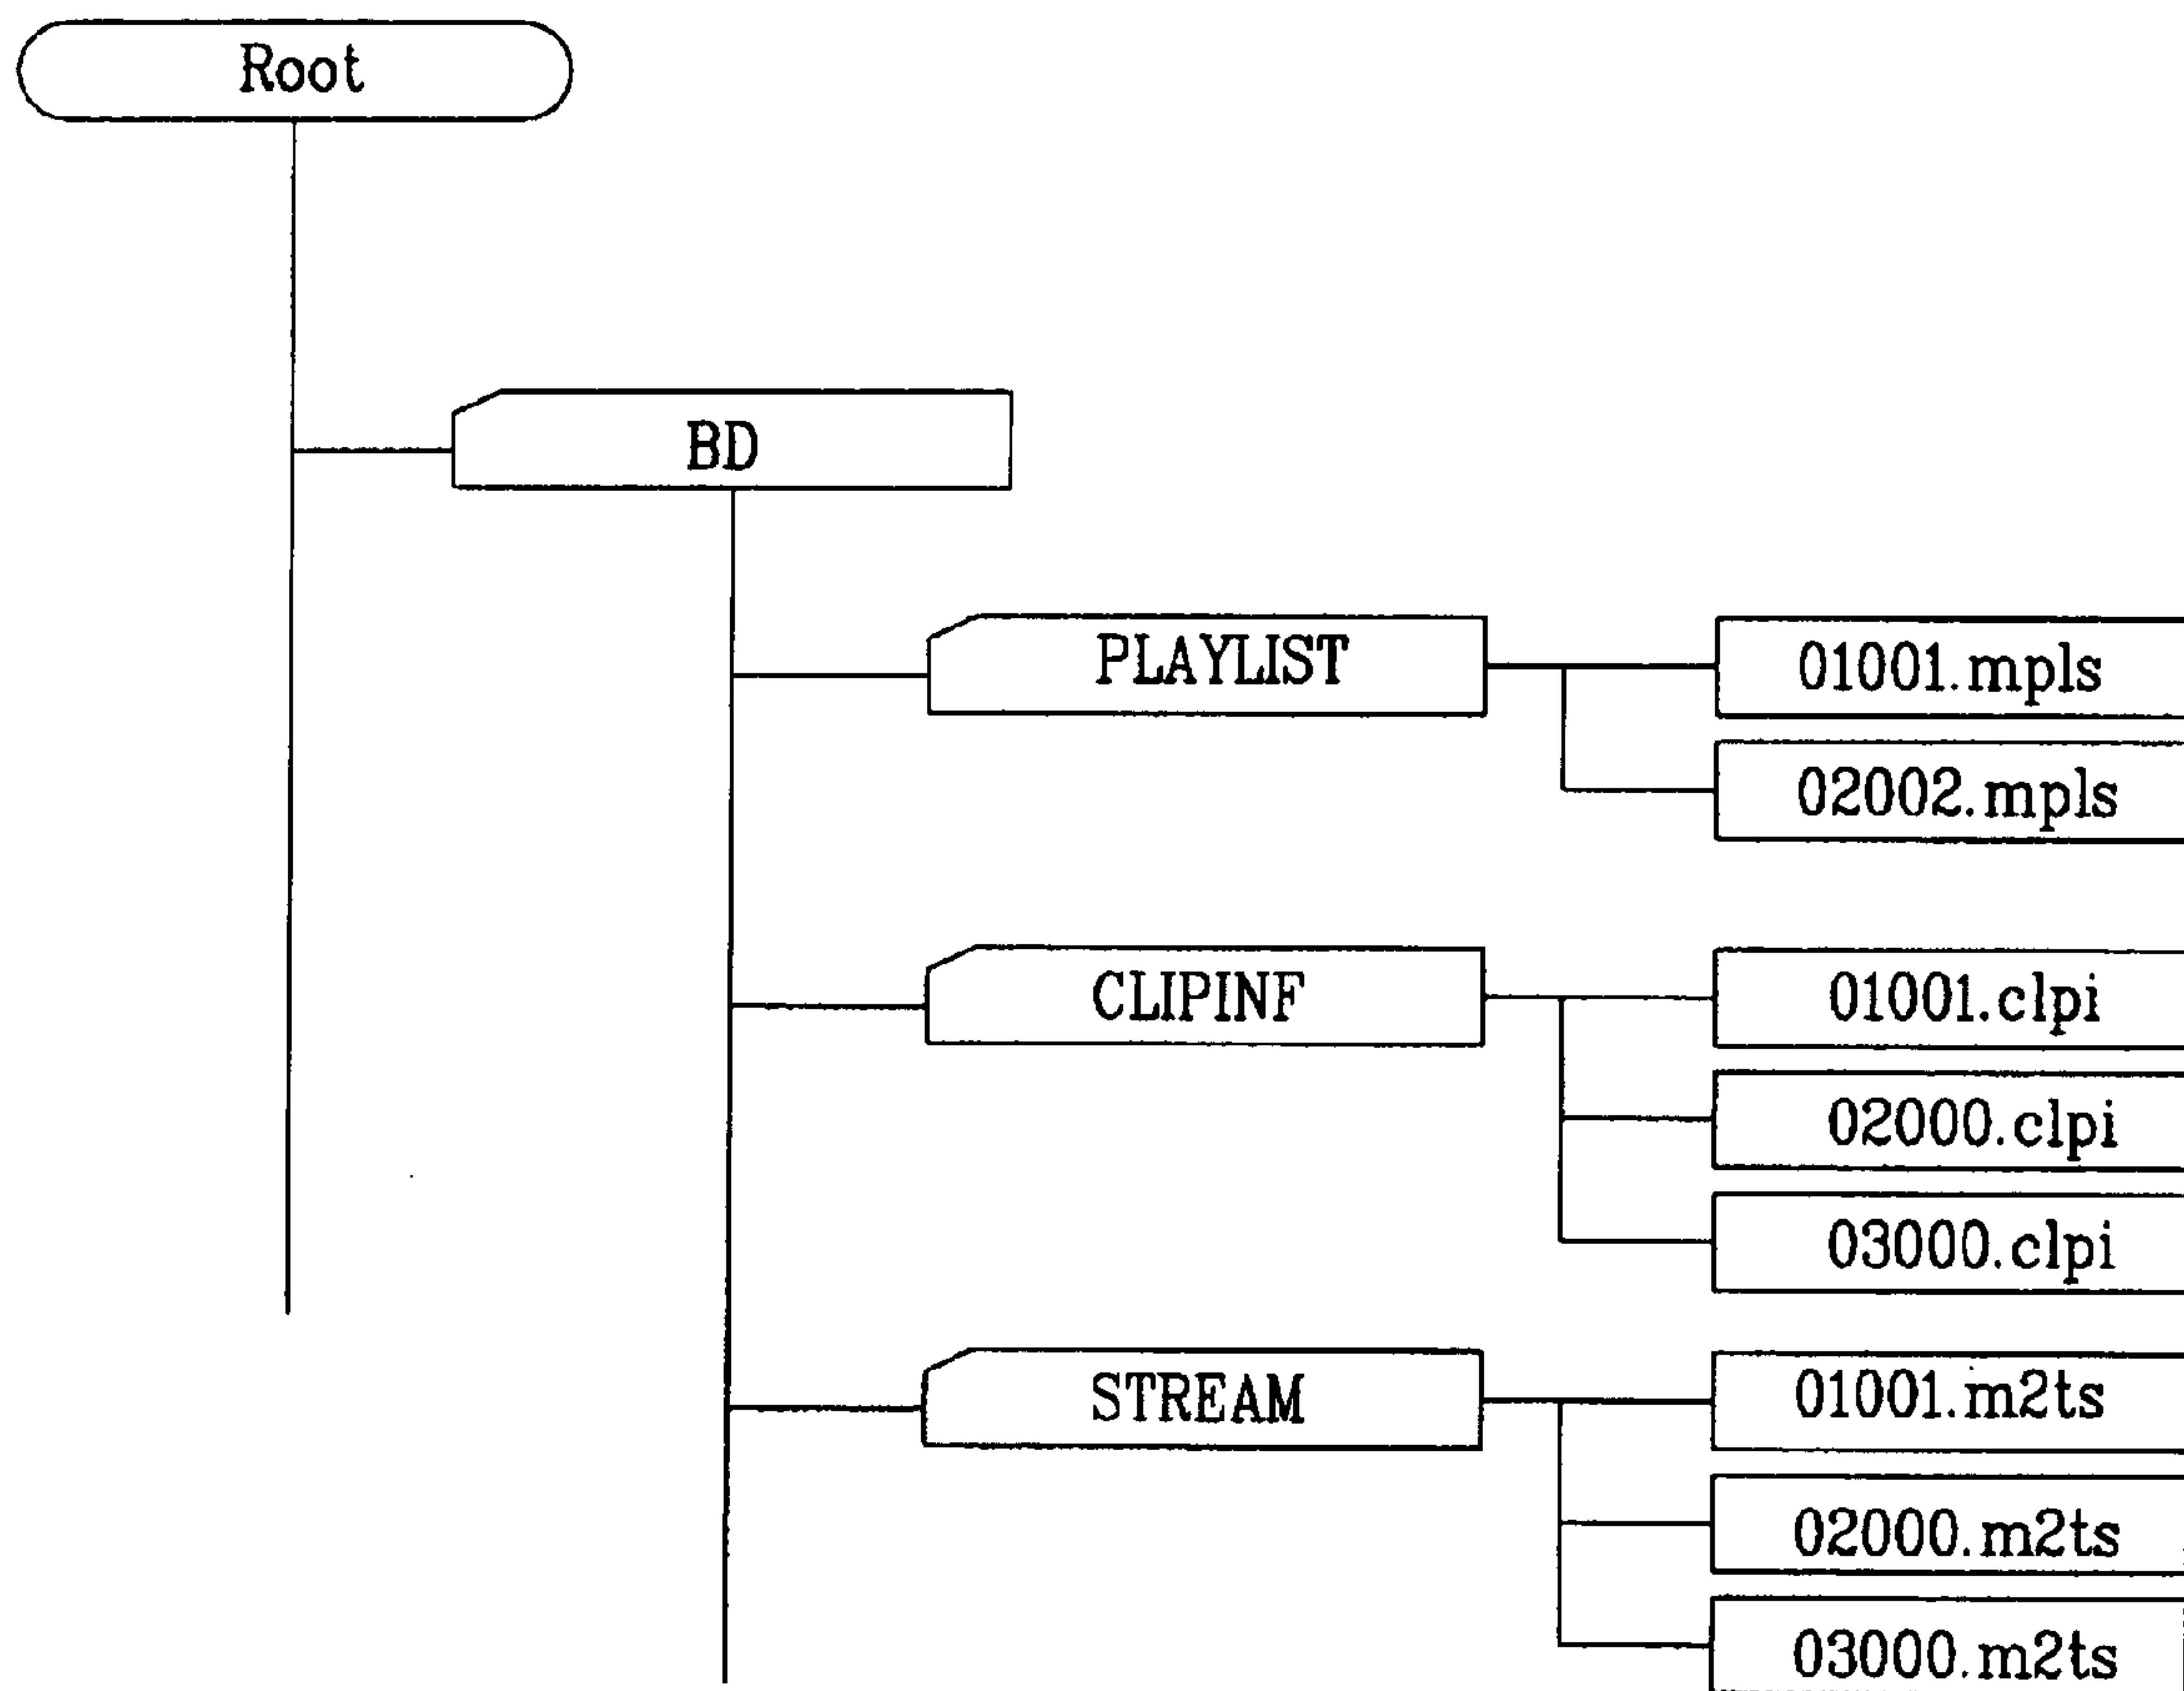 Root
BD
PLAYLIST
01001.mpls
02002.mpls
CLIPINF
01001.clpi
02000.clpi
03000.clpi
STREAM
01001.m2ts
02000.m2ts
03000.m2ts